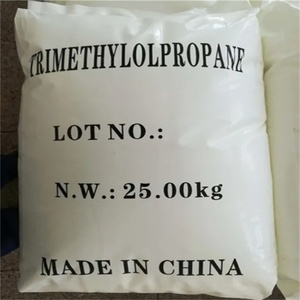 TRIMETHYLOLPROPANE
LOT NO.:
N.W.: 25.00kg
MADE IN CHINA